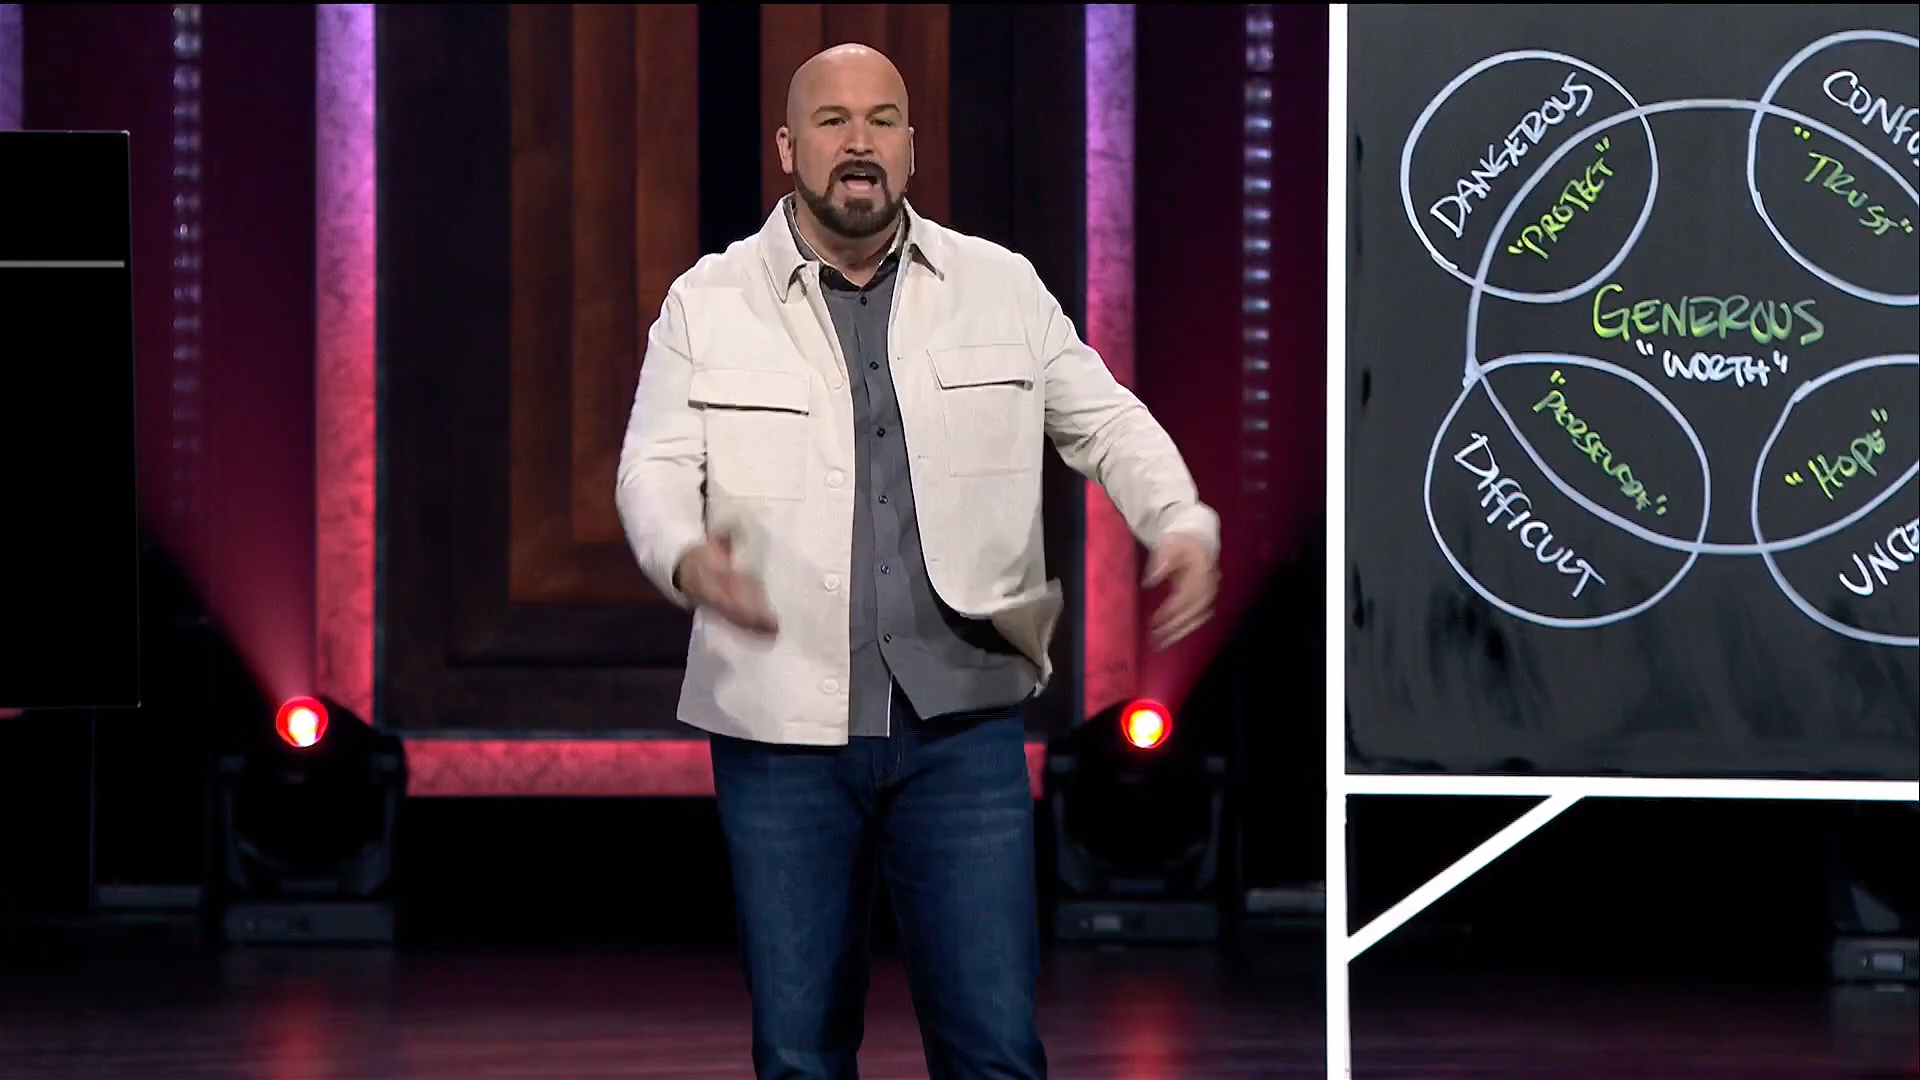 DANGEROUS
"PROTECT"
"TRUST"
GENEROUS
"WORTH"
"PERSEVERE"
"HOPE"
DIFFICULT